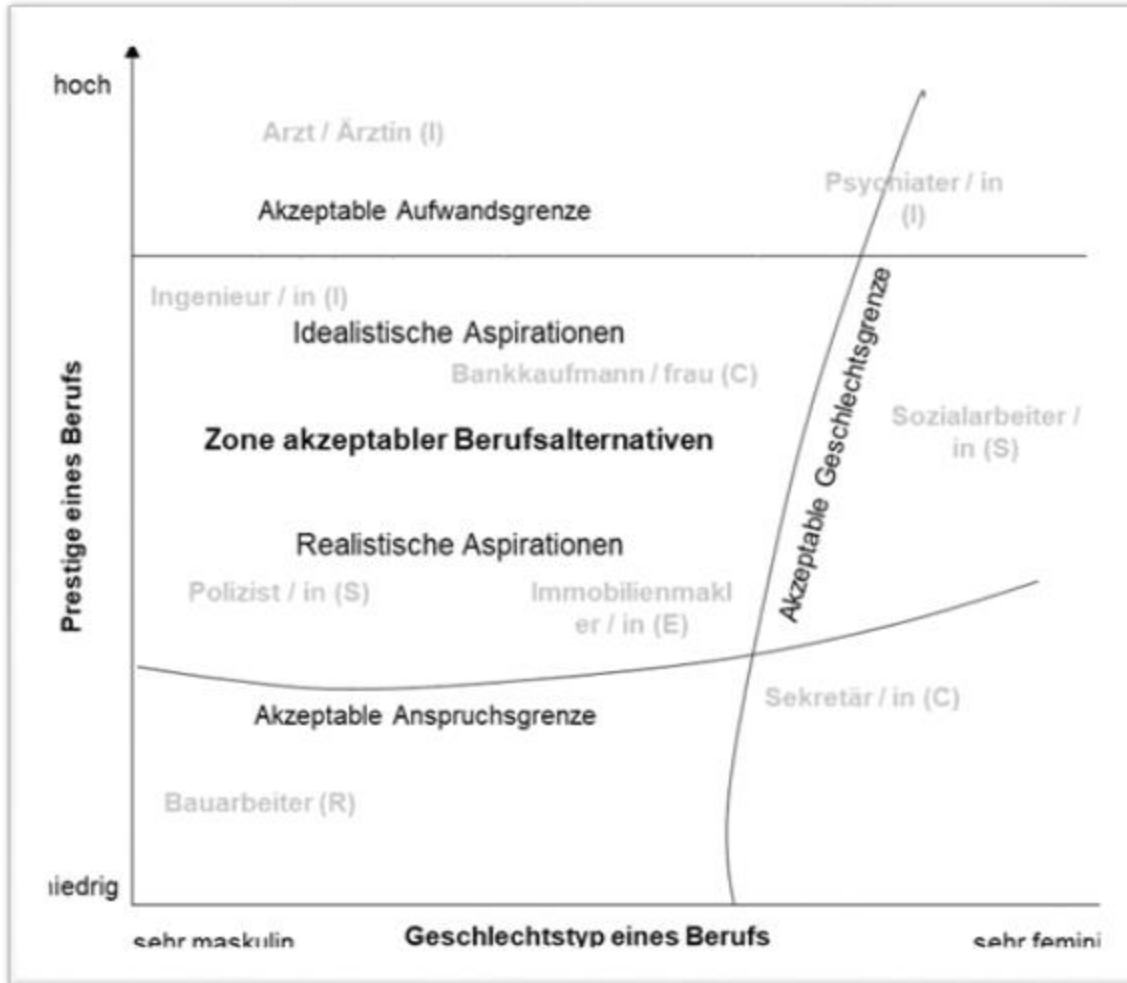 hoch
Arzt / Ärztin (I)
Psychiater / in
(I)
Akzeptable Aufwandsgrenze
Ingenieur / in (I)
Idealistische Aspirationen
Bankkaufmann / frau (C)
Akzeptable Geschlechtsgrenze
Sozialarbeiter /
in (S)
Zone akzeptabler Berufsalternativen
Prestige eines Berufs
Realistische Aspirationen
Polizist / in (S)
Immobilienmakl
er / in (E)
Sekretär / in (C)
Akzeptable Anspruchsgrenze
Bauarbeiter (R)
iedrig
sehr maskulin
Geschlechtstyp eines Berufs
sehr femini